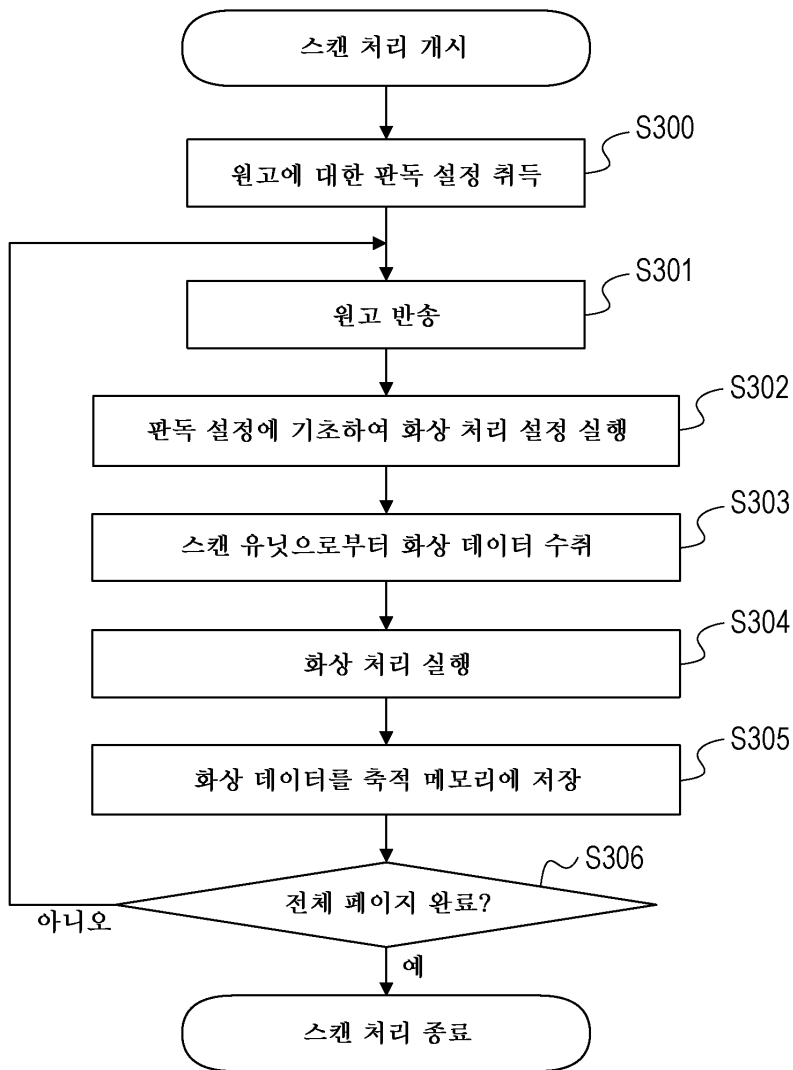 스캔 처리 개시
S300
원고에 대한 판독 설정 취득
S301
원고 반송
S302
판독 설정에 기초하여 화상 처리 설정 실행
S303
스캔 유닛으로부터 화상 데이터 수취
S304
화상 처리 실행
S305
화상 데이터를 축적 메모리에 저장
S306
전체 페이지 완료?
아니오
예
스캔 처리 종료